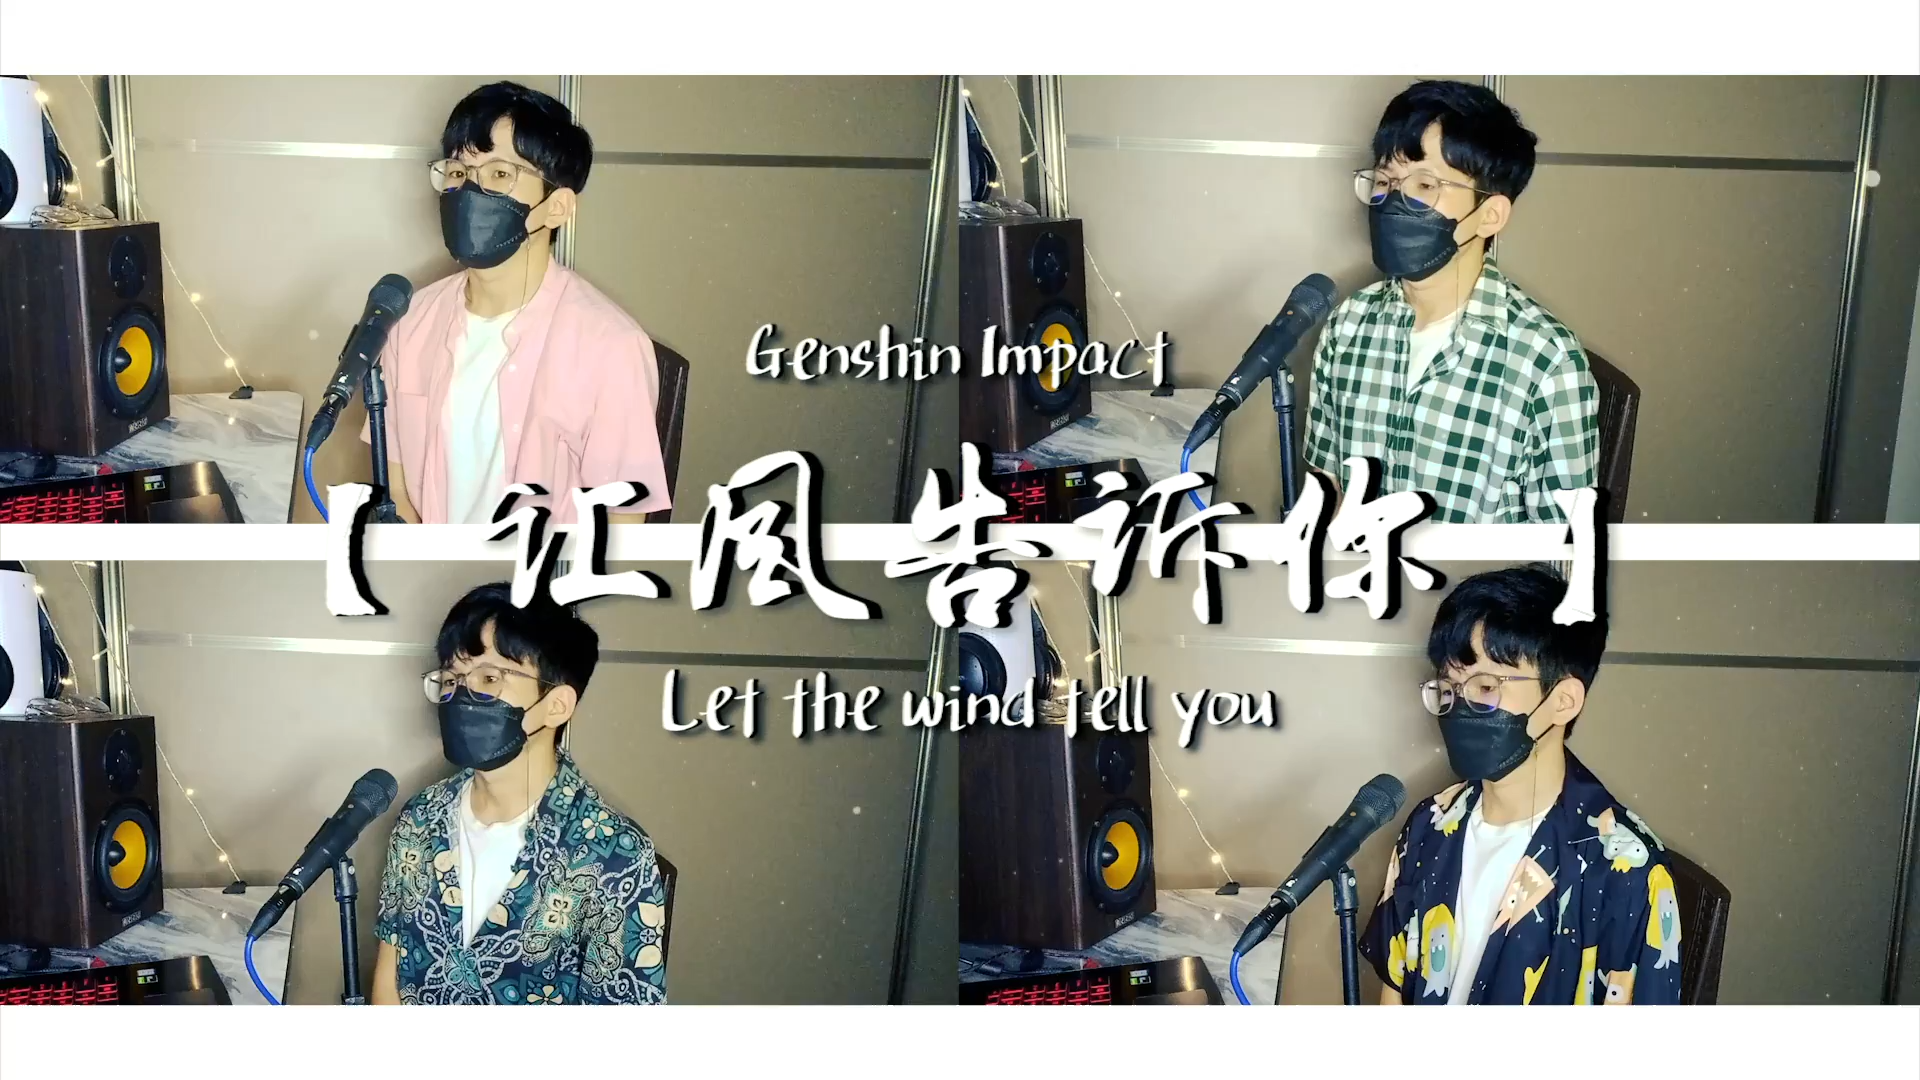 Genshin Impact
【 让风告诉你 】
Let the wind tell you